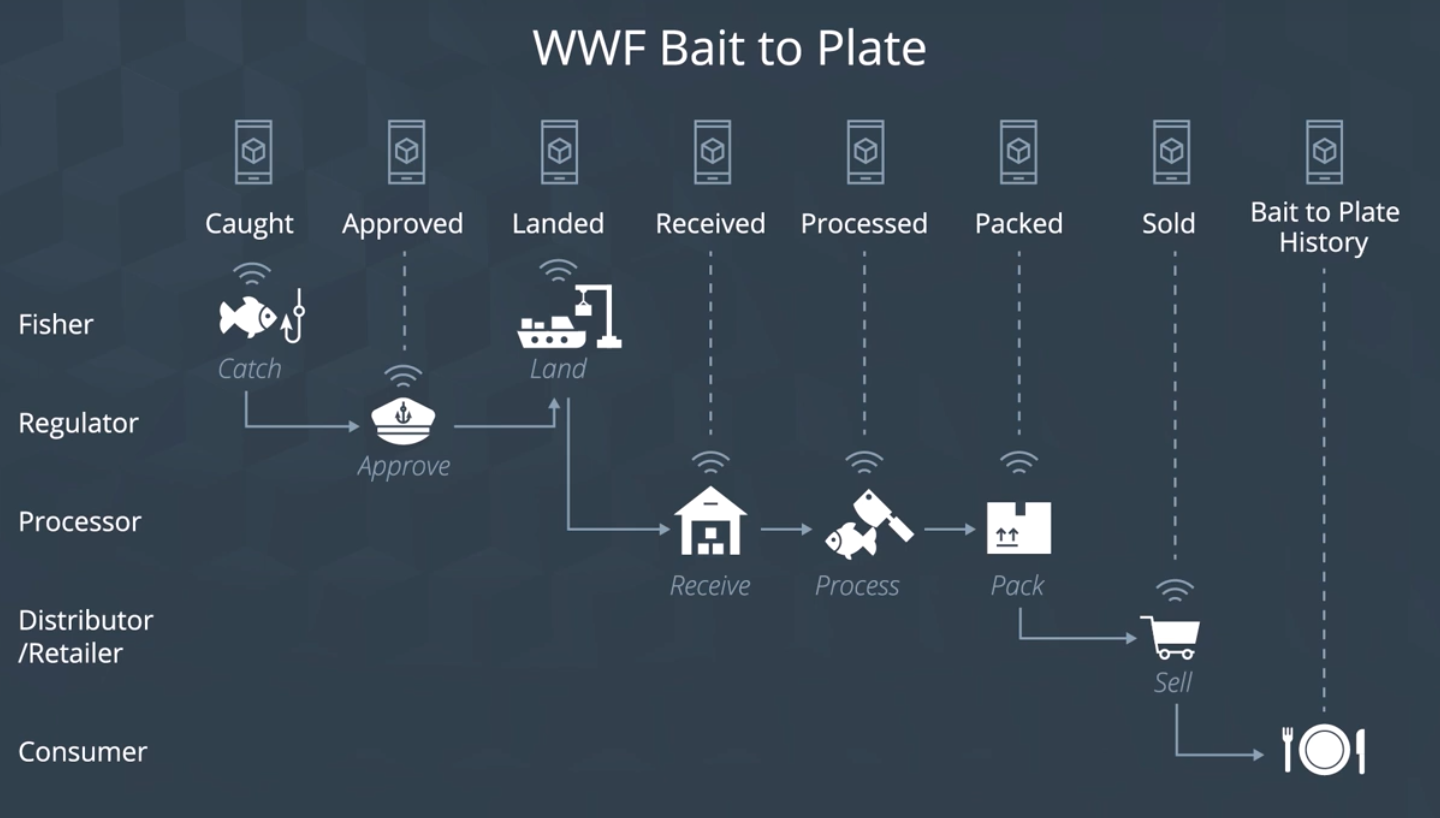 WWF Bait to Plate
Caught
Approved
Landed
Received
Processed
Packed
Sold
Bait to Plate
History
Fisher
Catch
Land
Regulator
Approve
Processor
Receive
Process
Pack
Distributor
/Retailer
Sell
Consumer